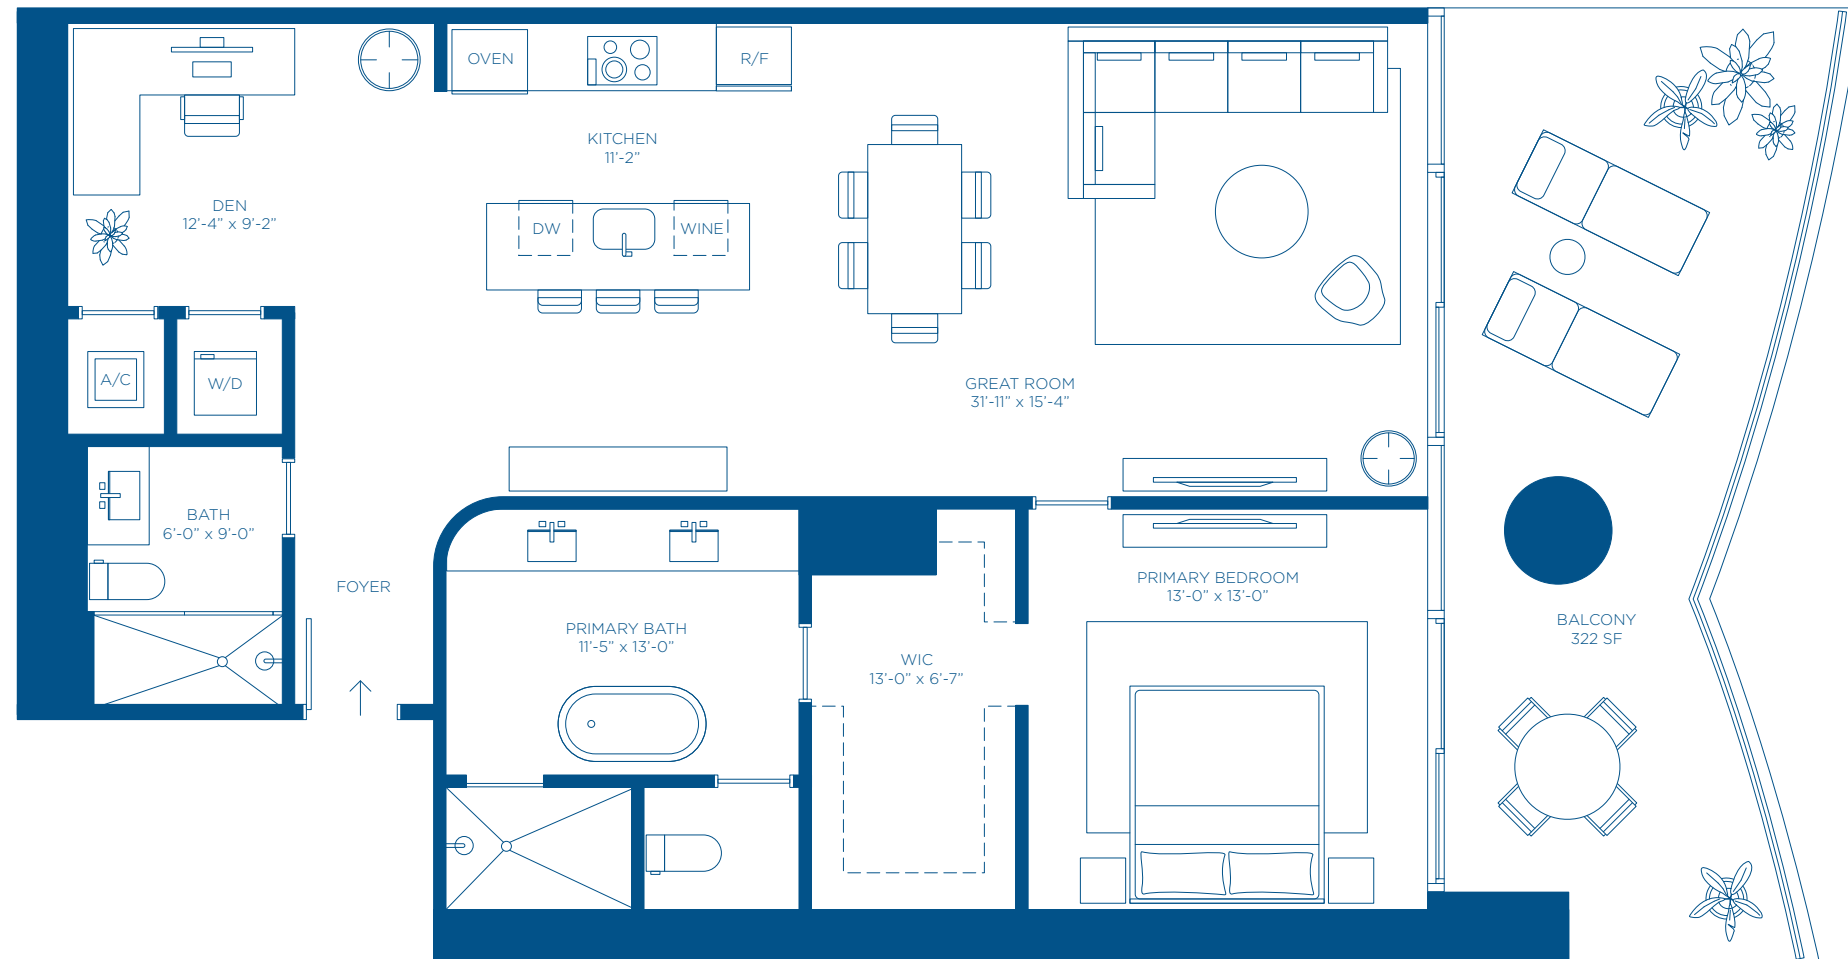 OVEN
R/F
KITCHEN
11'-2"
DEN
12'-4" x 9'-2"
DW
WINE
A/C
W/D
GREAT ROOM
31'-11" x 15'-4"
BATH
6'-0" x 9'-0"
FOYER
PRIMARY BEDROOM
13'-0" x 13'-0"
BALCONY
322 SF
PRIMARY BATH
11'-5" x 13'-0"
WIC
13'-0" x 6'-7"